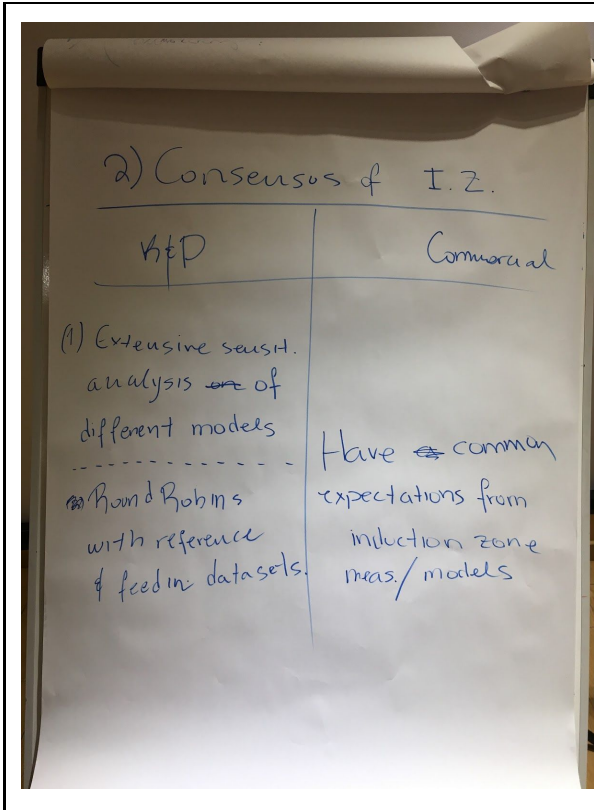 2) Consensus of I.Z.
R&D
Commercial
(1) Extensive sensit.
analysis of
different models
Round Robins
with reference
& feed in datasets.
Have common
expectations from
induction zone
meas./models